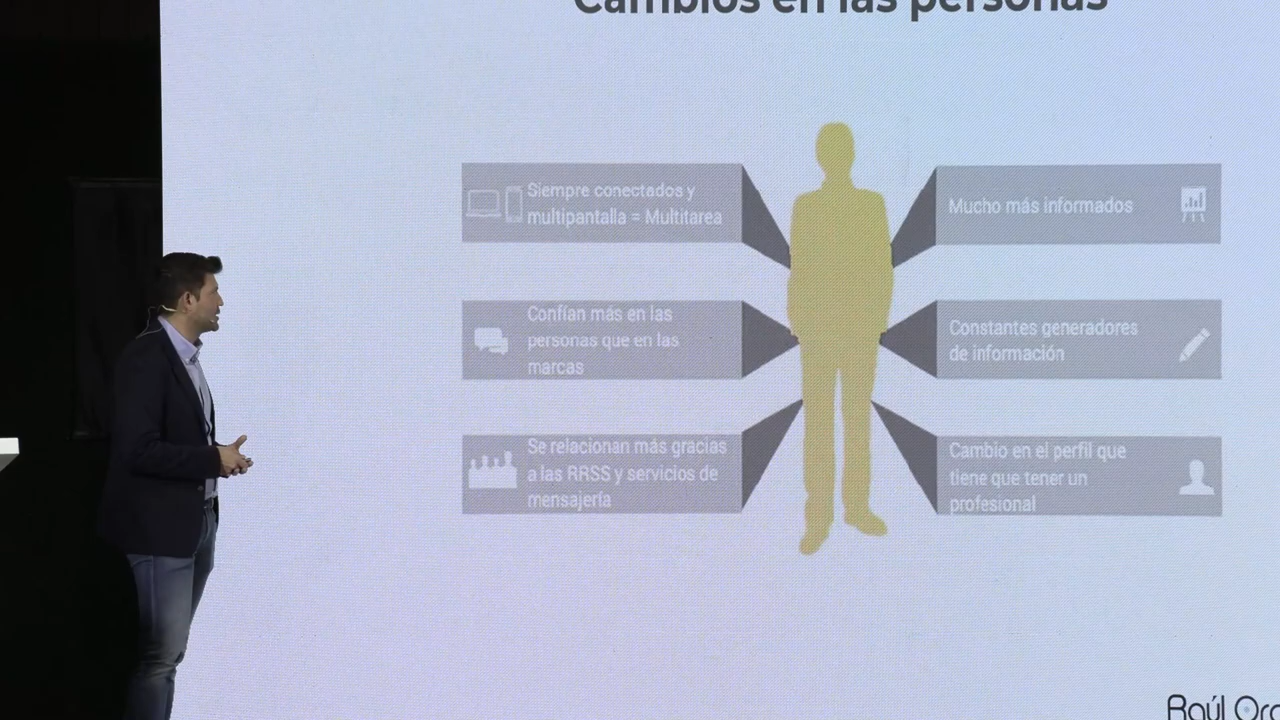 Cambios en las personas
Siempre conectados y
multipantalla = Multitarea
Mucho más informados
Confían más en las
personas que en las
marcas
Constantes generadores
de información
Se relacionan más gracias
a las RRSS y servicios de
mensajería
Cambio en el perfil que
tiene que tener un
profesional
Raúl